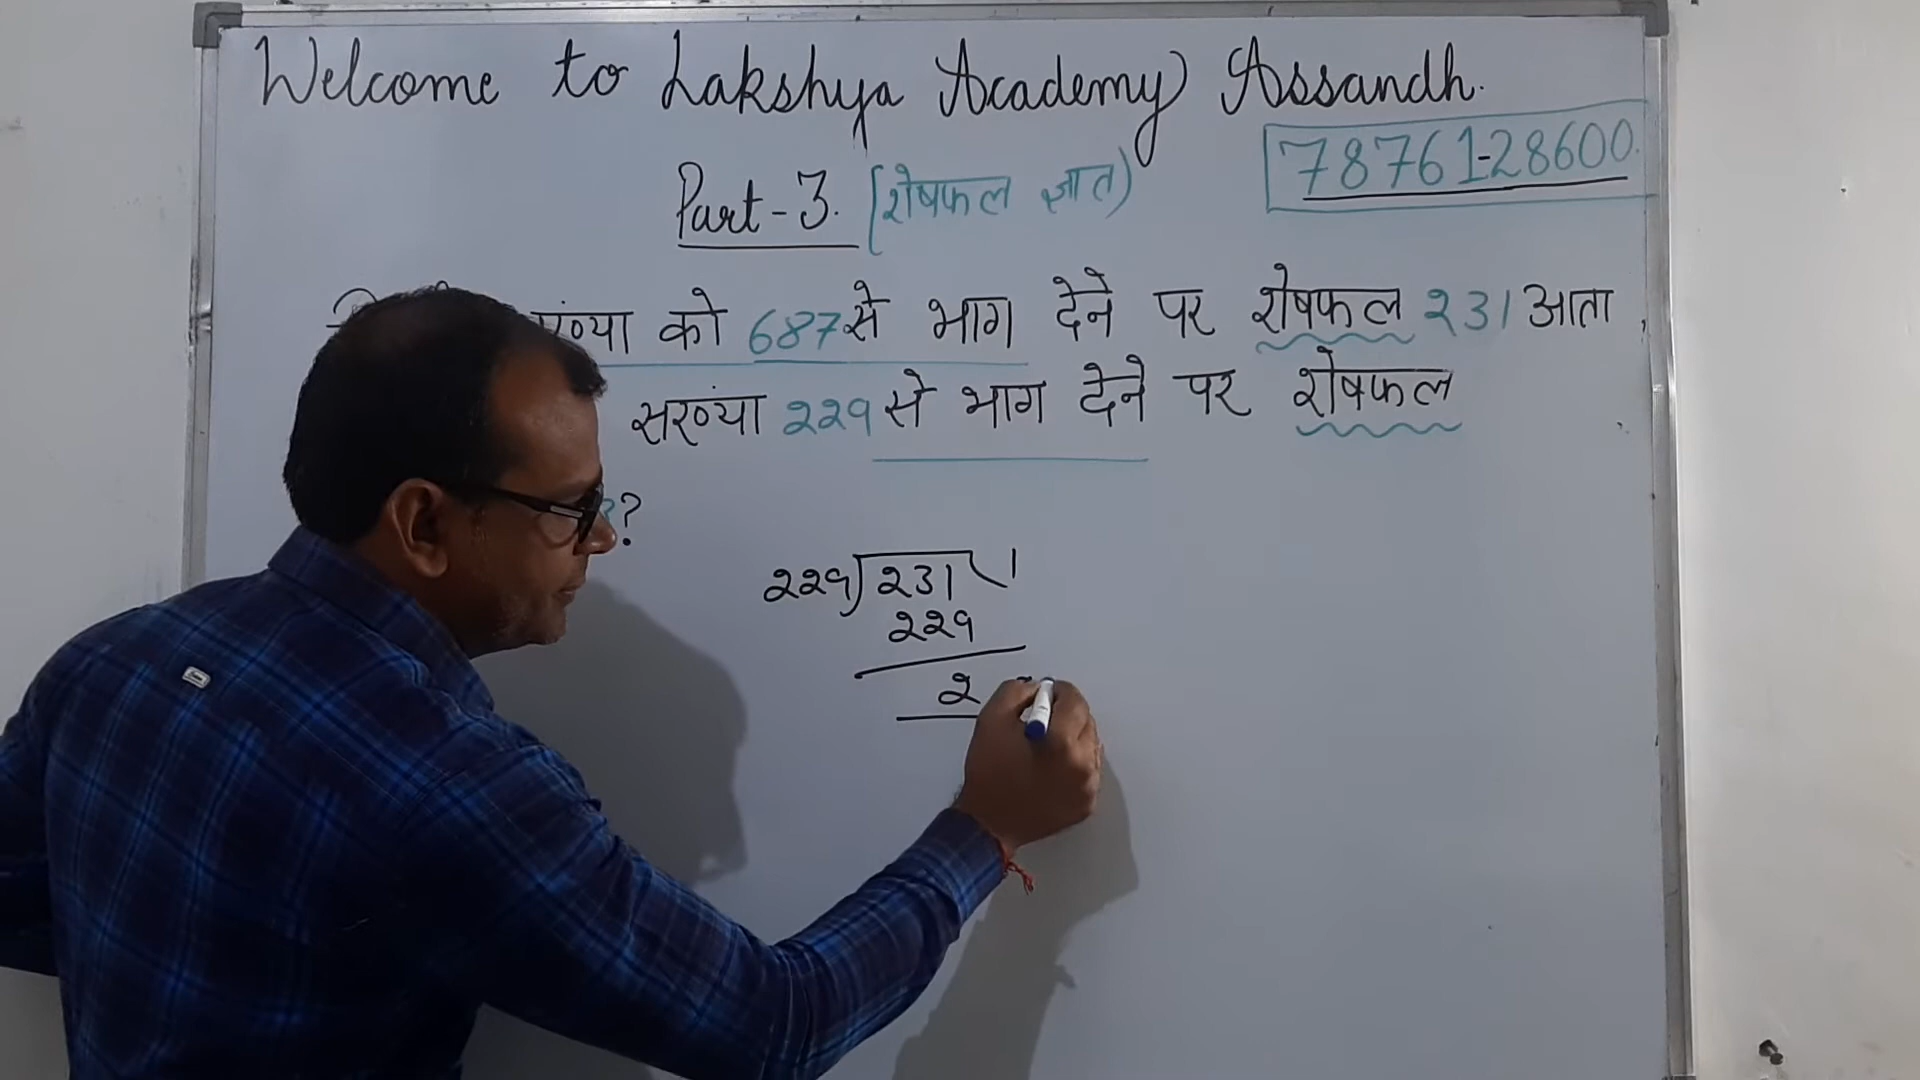 Welcome to Lakshya Academy Assandh.
78761-28600.
Part-3. [शेषफल ज्ञात)
संख्या को 687 से भाग देने पर शेषफल 231 आता,
संख्या 229 से भाग देने पर शेषफल
?
229) 231 \ 1
229
2